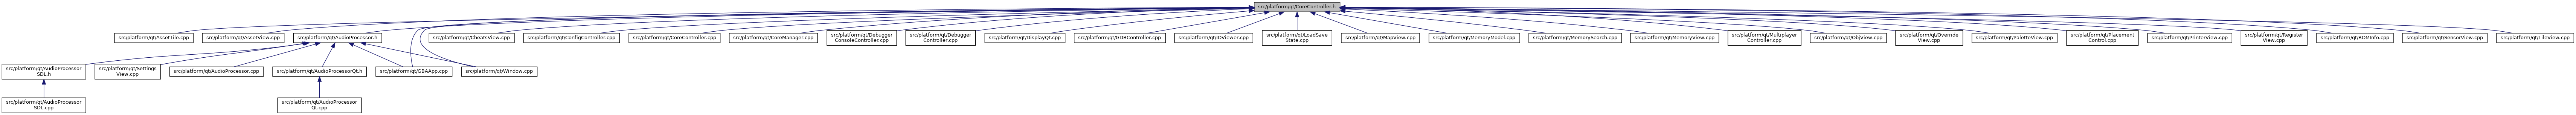 src/platform/qt/CoreController.h
src/platform/qt/AssetTile.cpp
src/platform/qt/AssetView.cpp
src/platform/qt/AudioProcessor.h
src/platform/qt/CheatsView.cpp
src/platform/qt/ConfigController.cpp
src/platform/qt/CoreController.cpp
src/platform/qt/CoreManager.cpp
src/platform/qt/Debugger
ConsoleController.cpp
src/platform/qt/Debugger
Controller.cpp
src/platform/qt/DisplayQt.cpp
src/platform/qt/GDBController.cpp
src/platform/qt/IOViewer.cpp
src/platform/qt/LoadSave
State.cpp
src/platform/qt/MapView.cpp
src/platform/qt/MemoryModel.cpp
src/platform/qt/MemorySearch.cpp
src/platform/qt/MemoryView.cpp
src/platform/qt/Multiplayer
Controller.cpp
src/platform/qt/ObjView.cpp
src/platform/qt/Override
View.cpp
src/platform/qt/PaletteView.cpp
src/platform/qt/Placement
Control.cpp
src/platform/qt/PrinterView.cpp
src/platform/qt/Register
View.cpp
src/platform/qt/ROMInfo.cpp
src/platform/qt/SensorView.cpp
src/platform/qt/TileView.cpp
src/platform/qt/AudioProcessor
SDL.h
src/platform/qt/Settings
View.cpp
src/platform/qt/AudioProcessor.cpp
src/platform/qt/AudioProcessorQt.h
src/platform/qt/GBAApp.cpp
src/platform/qt/Window.cpp
src/platform/qt/AudioProcessor
SDL.cpp
src/platform/qt/AudioProcessor
Qt.cpp